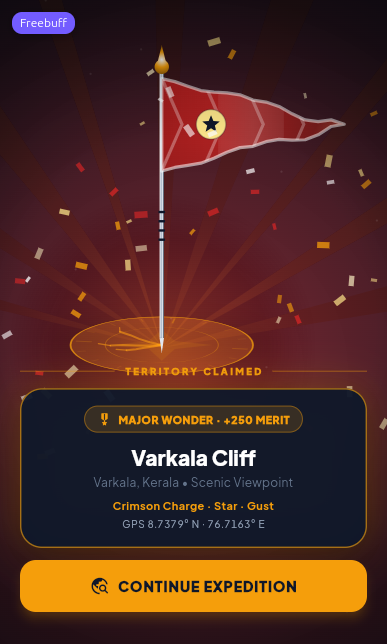 Freebuff
TERRITORY CLAIMED
MAJOR WONDER · +250 MERIT
Varkala Cliff
Varkala, Kerala • Scenic Viewpoint
Crimson Charge · Star · Gust
GPS 8.7379° N · 76.7163° E
CONTINUE EXPEDITION